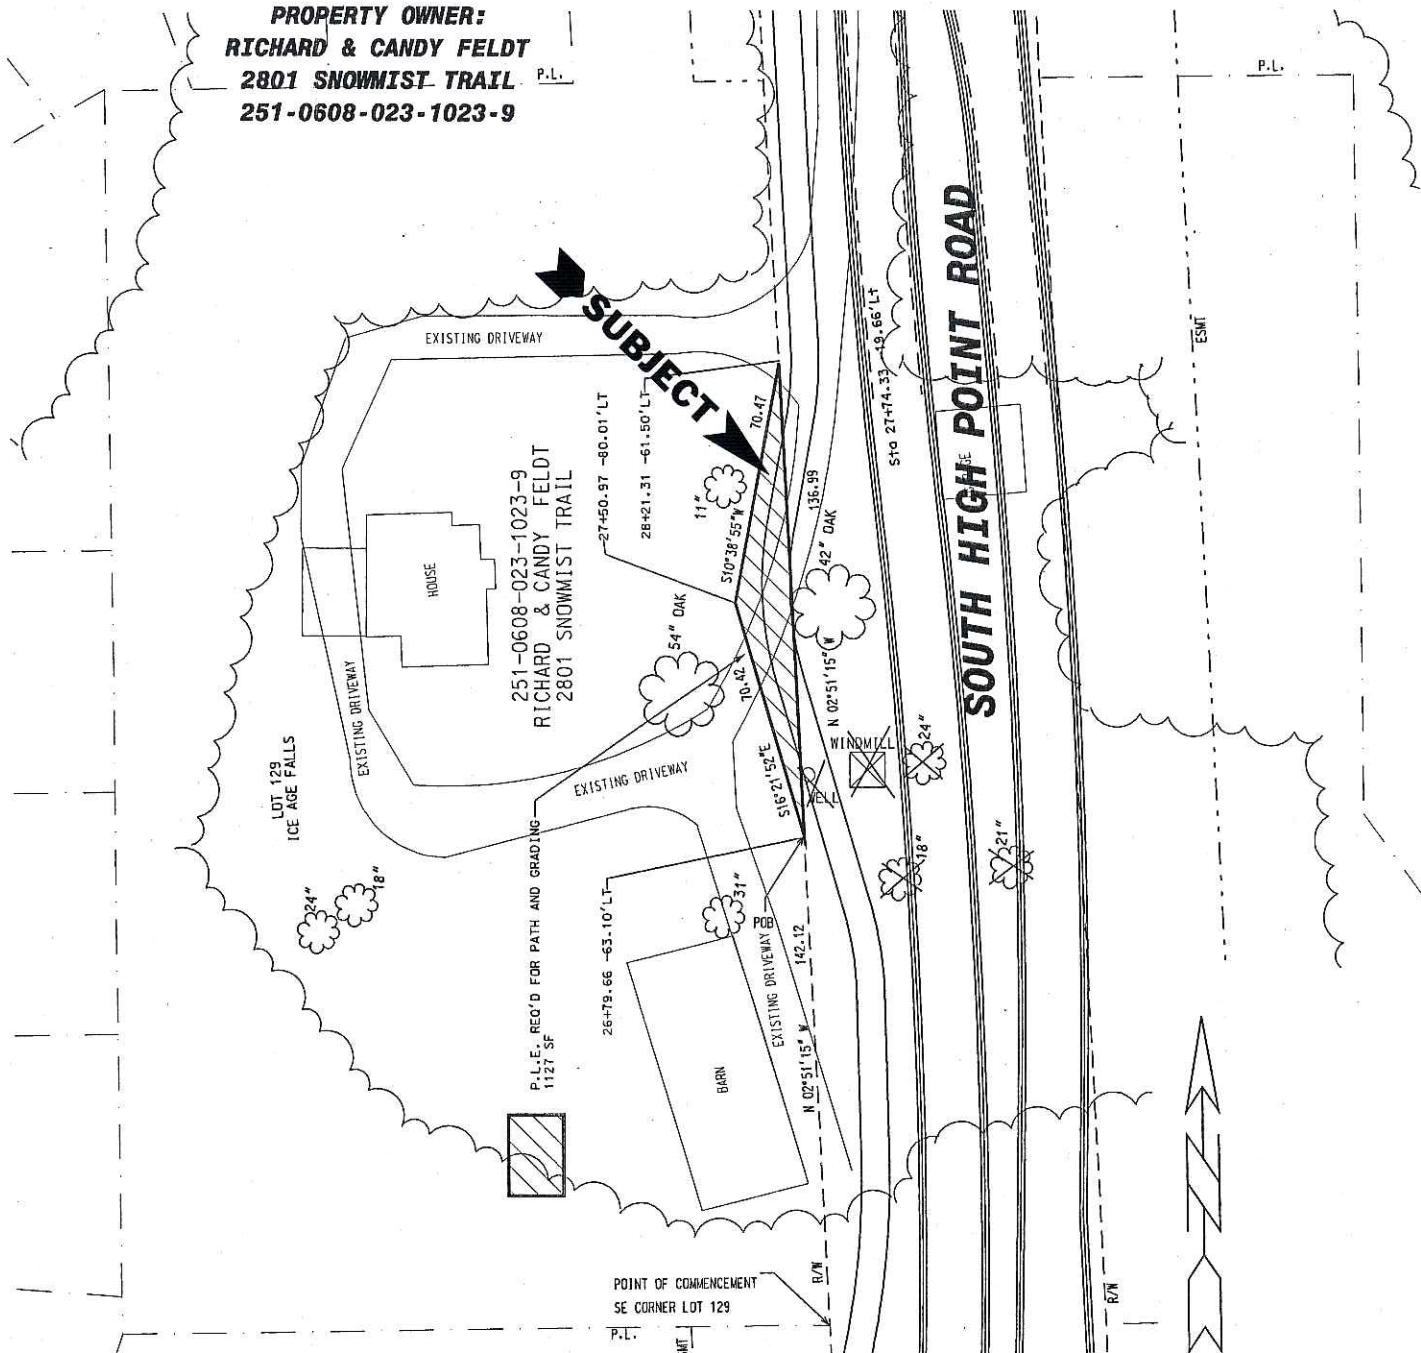 PROPERTY OWNER:
RICHARD & CANDY FELDT
2801 SNOWMIST TRAIL
251-0608-023-1023-9
P.L.
P.L.
SUBJECT
EXISTING DRIVEWAY
SOUTH HIGH POINT ROAD
ESMT
Sta 27+74.33 19.66'Lt
27+50.97 -80.01'LT
28+21.31 -61.50'LT
70.47
136.99
11"
S10°38'55"W
42" OAK
251-0608-023-1023-9
RICHARD & CANDY FELDT
2801 SNOWMIST TRAIL
HOUSE
54" OAK
70.42
N 02°51'15" W
EXISTING DRIVEWAY
WINDMILL
24"
LOT 129
ICE AGE FALLS
EXISTING DRIVEWAY
S16°21'52"E
WELL
18"
21"
P.L.E. REQ'D FOR PATH AND GRADING
1127 SF
24"
18"
31"
POB
26+79.66 -63.10'LT
142.12
EXISTING DRIVEWAY
N 02°51'15" W
BARN
POINT OF COMMENCEMENT
SE CORNER LOT 129
R/W
R/W
P.L.